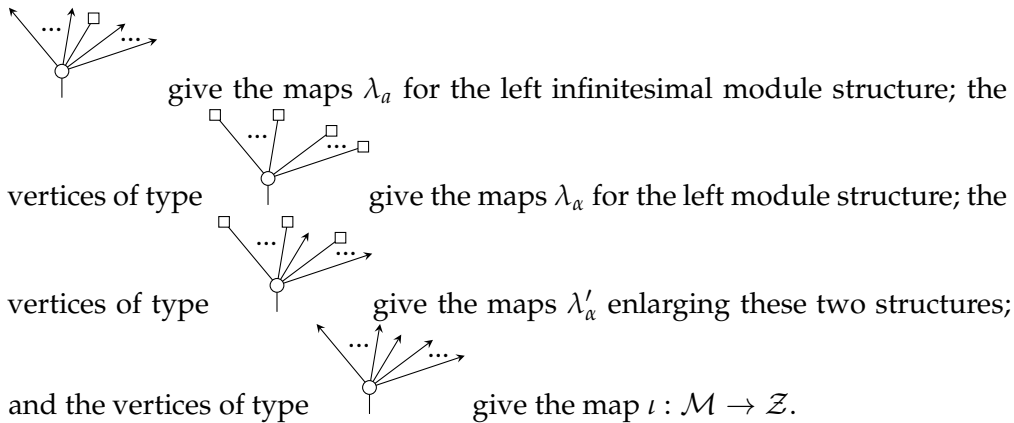 give the maps λₐ for the left infinitesimal module structure; the
vertices of type give the maps λ_α for the left module structure; the
vertices of type give the maps λ′_α enlarging these two structures;
and the vertices of type give the map ι : ℳ → 𝒵.